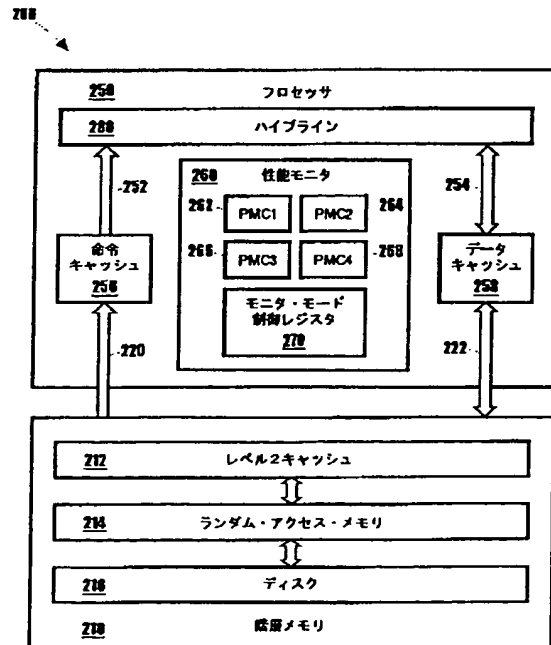 200
250 プロセッサ
280 パイプライン
252
260 性能モニタ
254
262 PMC1 PMC2 264
266 PMC3 PMC4 268
命令
キャッシュ
256
データ
キャッシュ
258
モニタ・モード
制御レジスタ
270
220
222
212 レベル2キャッシュ
214 ランダム・アクセス・メモリ
216 ディスク
210 階層メモリ